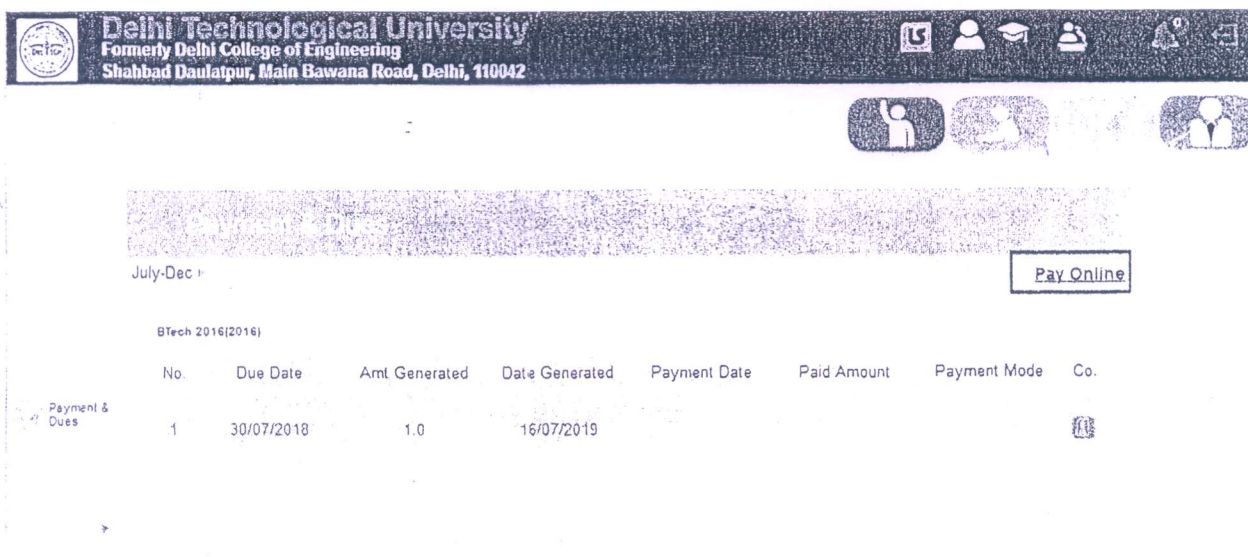 Delhi Technological University
Formerly Delhi College of Engineering
Shahbad Daulatpur, Main Bawana Road, Delhi, 110042
Payment & Dues
July-Dec
Pay Online
BTech 2016(2016)
No. Due Date Amt Generated Date Generated Payment Date Paid Amount Payment Mode Co.
Payment &
Dues
1 30/07/2018 1.0 16/07/2019